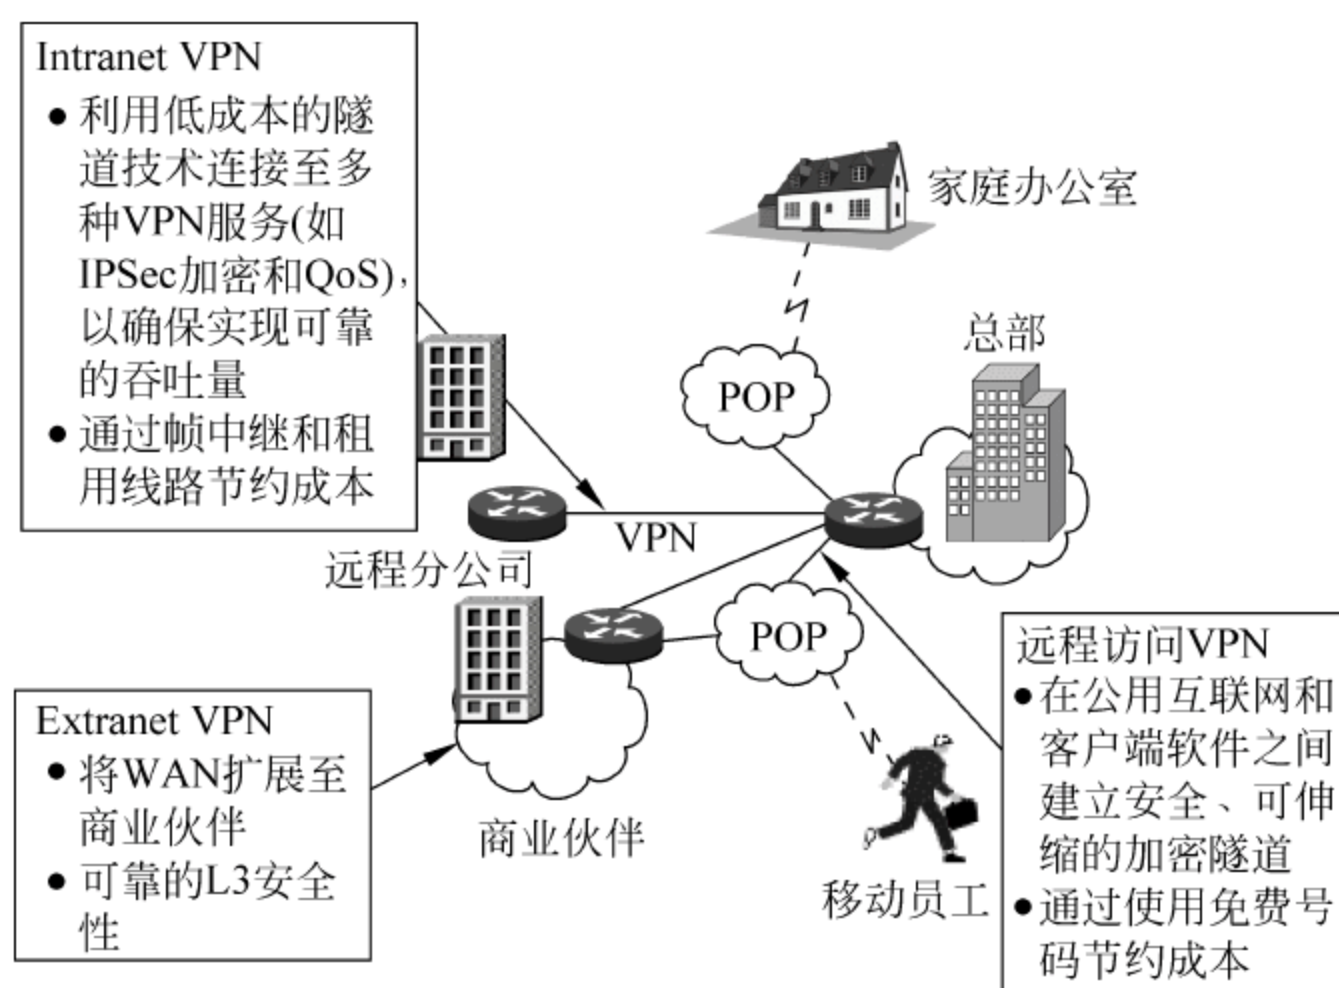 Intranet VPN
● 利用低成本的隧
道技术连接至多
种VPN服务(如
IPSec加密和QoS)，
以确保实现可靠
的吞吐量
● 通过帧中继和租
用线路节约成本
家庭办公室
POP
总部
VPN
远程分公司
POP
Extranet VPN
● 将WAN扩展至
商业伙伴
● 可靠的L3安全
性
商业伙伴
移动员工
远程访问VPN
●在公用互联网和
客户端软件之间
建立安全、可伸
缩的加密隧道
●通过使用免费号
码节约成本